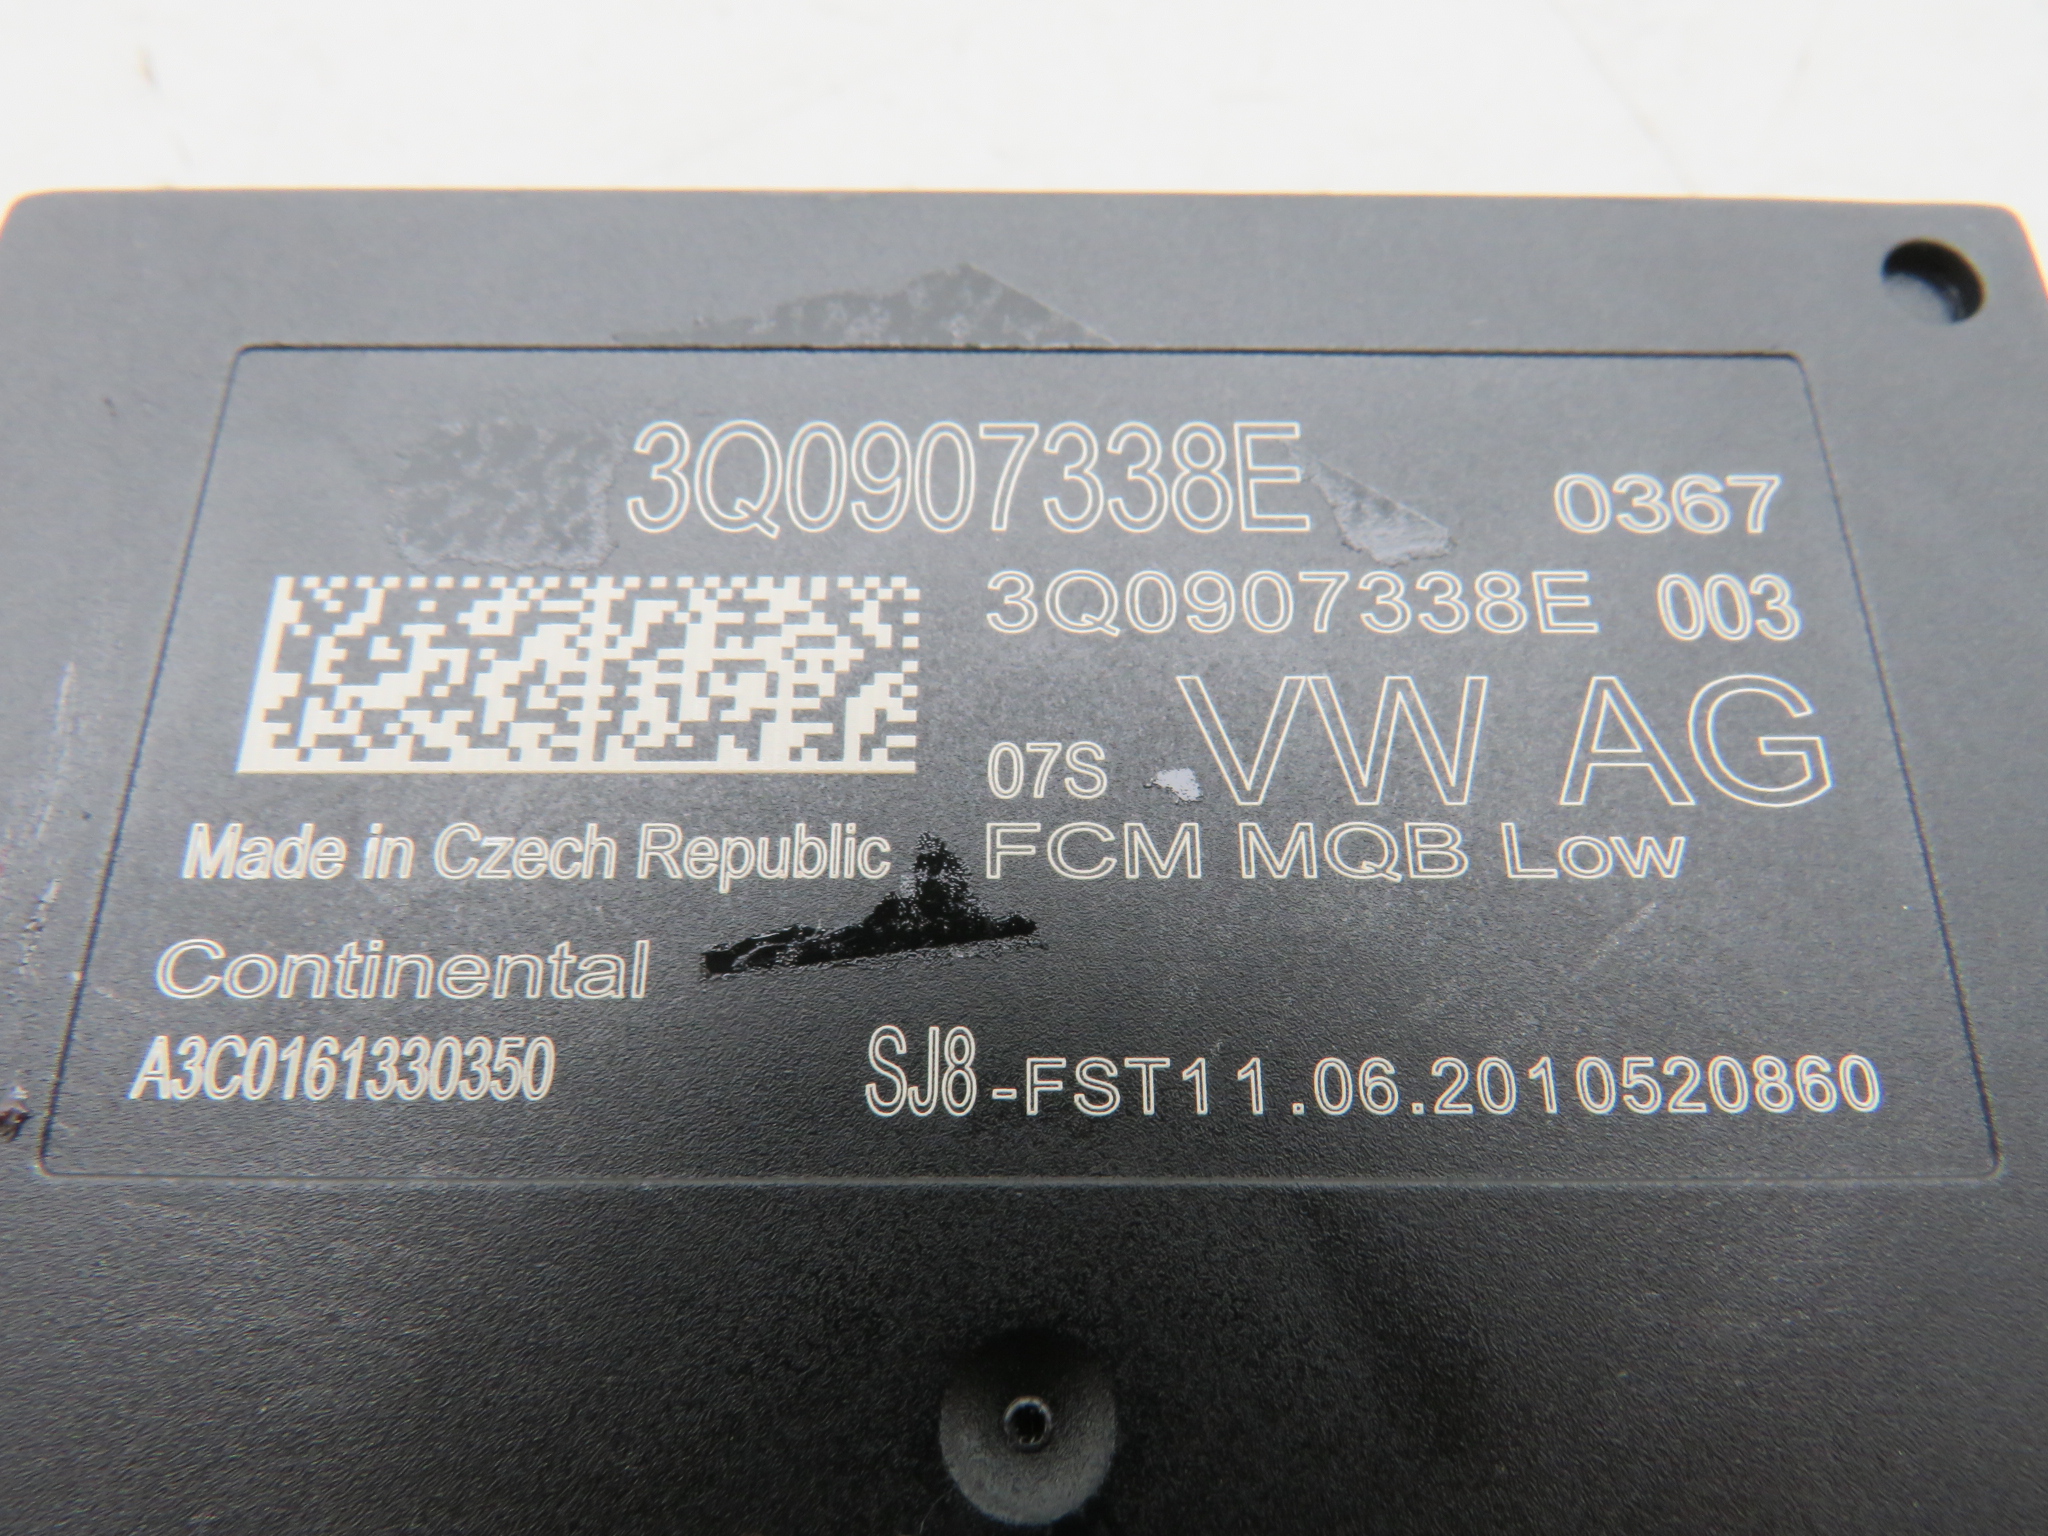 3Q0907338E 0367
3Q0907338E 003
07S VW AG
Made in Czech Republic FCM MQB Low
Continental
A3C0161330350 SJ8-FST11.06.2010520860